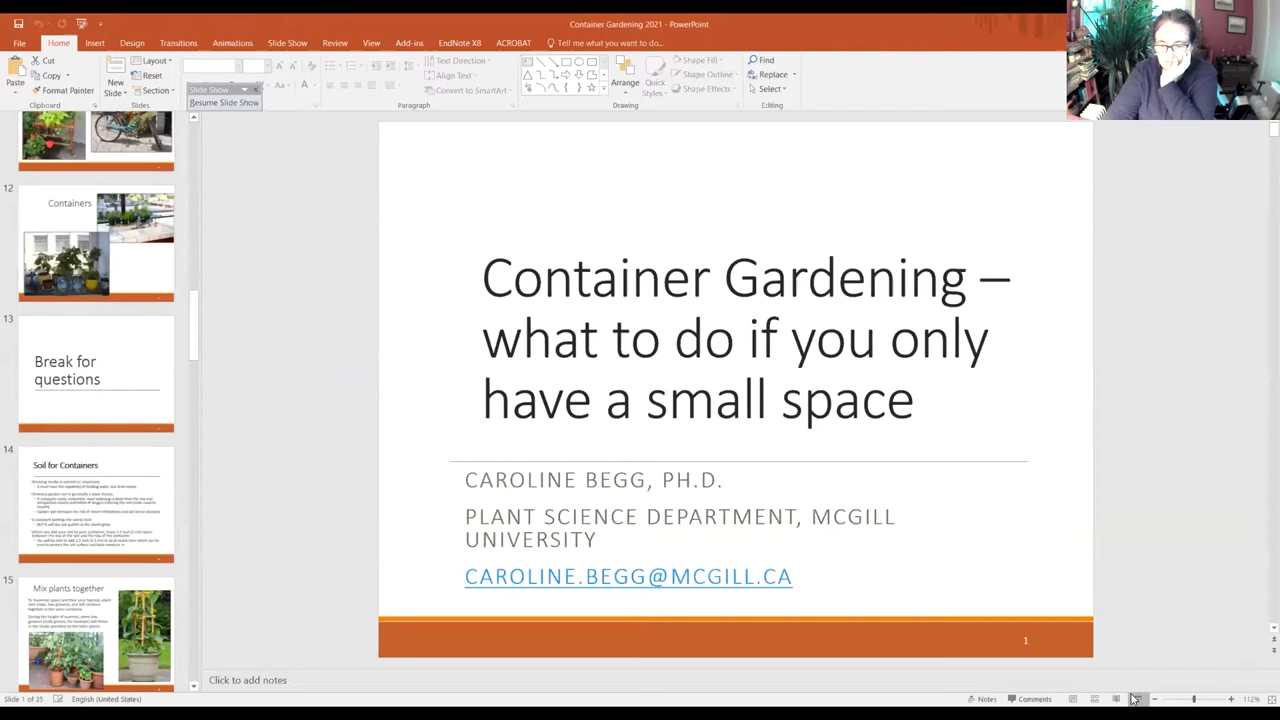 Container Gardening 2021 - PowerPoint
File Home Insert Design Transitions Animations Slide Show Review View Add-ins EndNote X8 ACROBAT Tell me what you want to do...
Cut
Copy
Format Painter
Paste
Clipboard
New Slide
Layout
Reset
Section
Slides
Slide Show
Resume Slide Show
Aa
Text Direction
Align Text
Convert to SmartArt
Paragraph
Arrange
Quick Styles
Shape Fill
Shape Outline
Shape Effects
Drawing
Find
Replace
Select
Editing
12
Containers
13
Break for
questions
14
Soil for Containers
15
Mix plants together
Container Gardening –
what to do if you only
have a small space
CAROLINE BEGG, PH.D.
PLANT SCIENCE DEPARTMENT, MCGILL
UNIVERSITY
CAROLINE.BEGG@MCGILL.CA
1
Click to add notes
Slide 1 of 35 English (United States) Notes Comments 112%